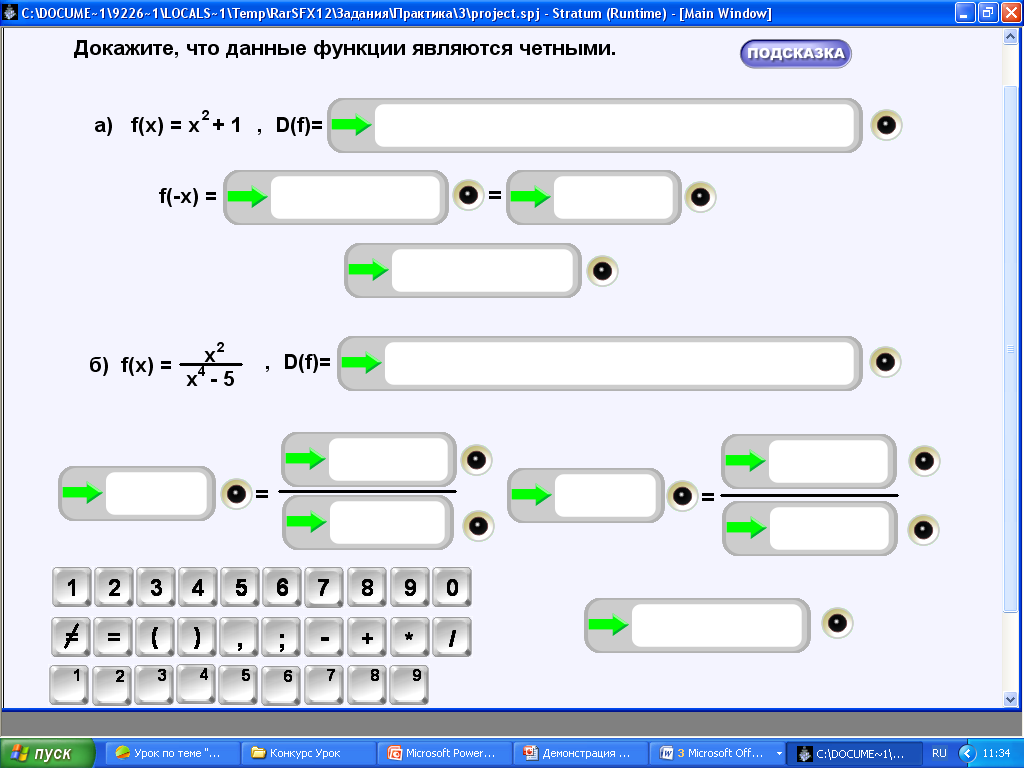 C:\DOCUME~1\9226~1\LOCALS~1\Temp\RarSFX12\Задания\Практика\3\project.spj - Stratum (Runtime) - [Main Window]
Докажите, что данные функции являются четными.
ПОДСКАЗКА
а) f(x) = x² + 1 , D(f)=
f(-x) = =
б) f(x) = x² / x⁴ - 5 , D(f)=
= =
1 2 3 4 5 6 7 8 9 0
≠ = ( ) , ; - + * /
1 2 3 4 5 6 7 8 9
пуск Урок по теме "... Конкурс Урок Microsoft Power... Демонстрация ... 3 Microsoft Off... C:\DOCUME~1\... RU 11:34